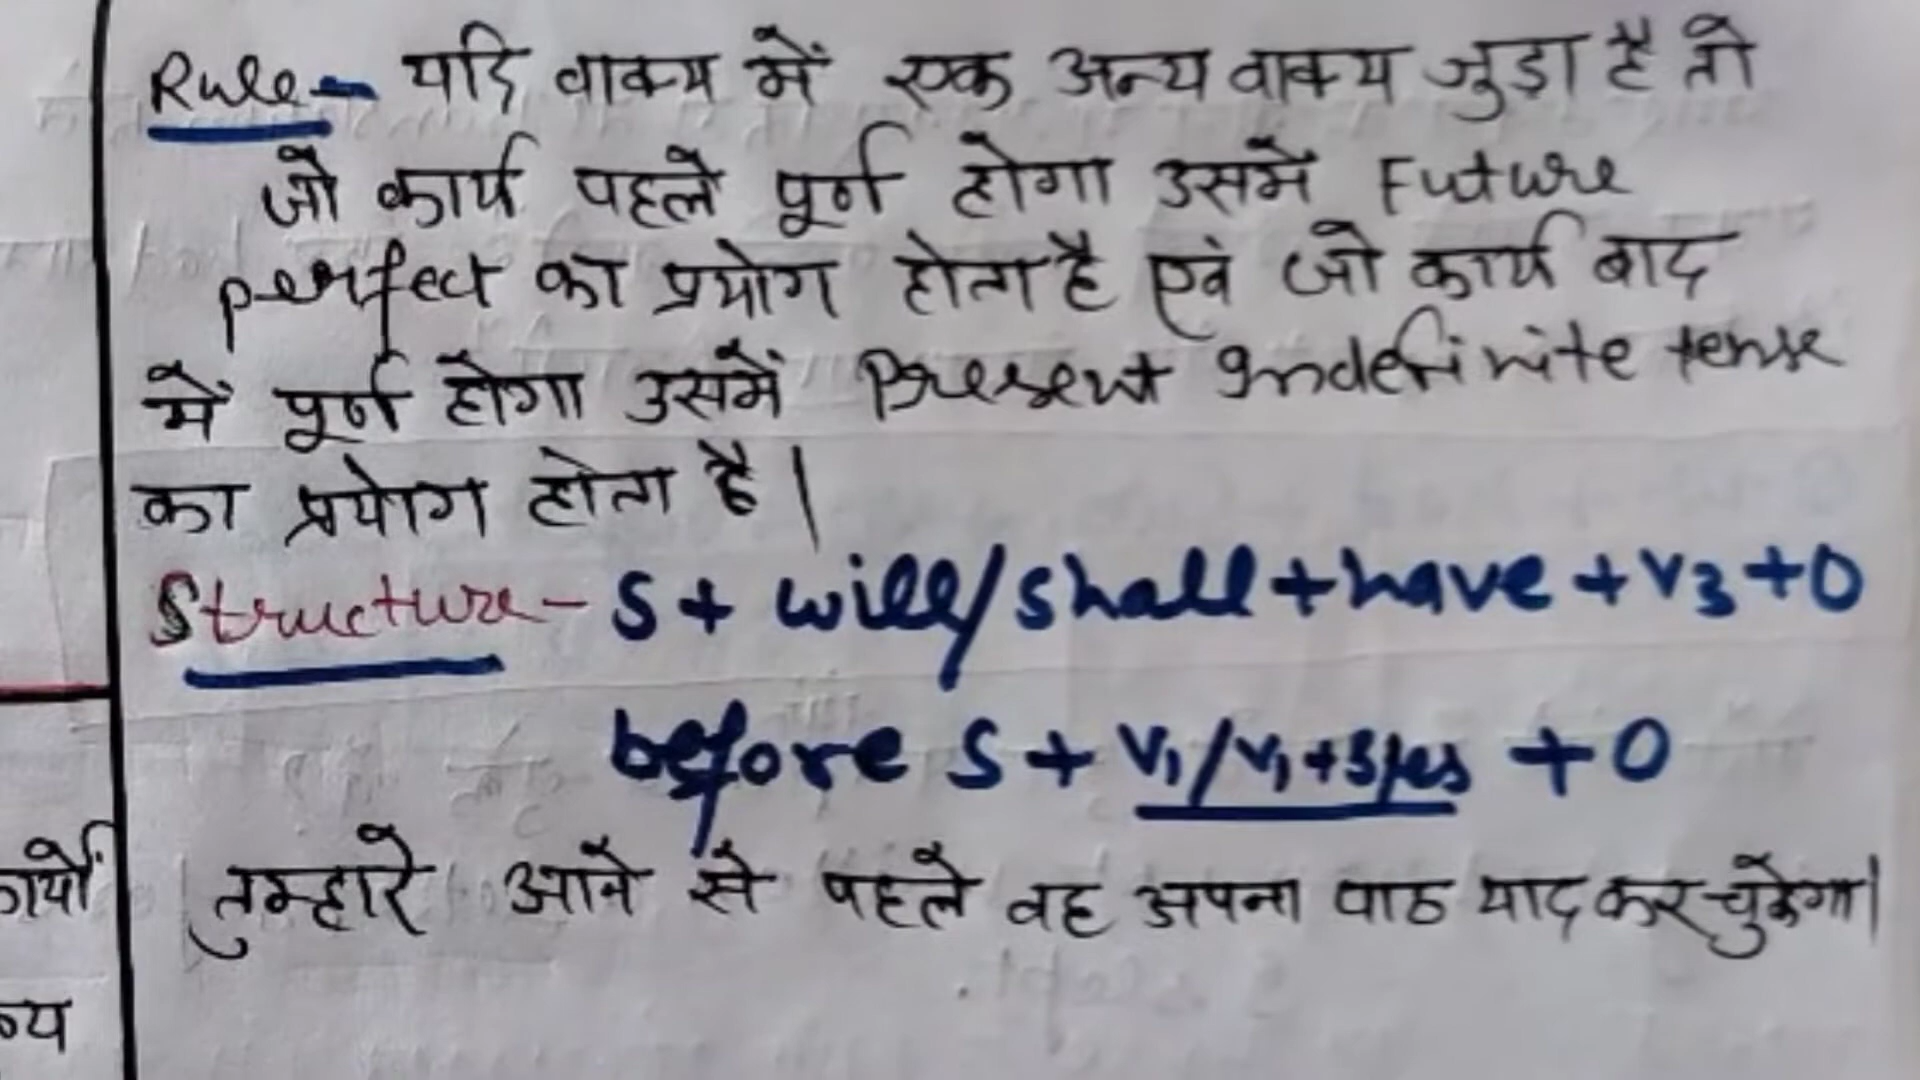 Rule - यदि वाक्य में एक अन्य वाक्य जुड़ा है तो
जो कार्य पहले पूर्ण होगा उसमें Future
perfect का प्रयोग होता है एवं जो कार्य बाद
में पूर्ण होगा उसमें Present Indefinite tense
का प्रयोग होता है।
Structure - S + will/shall + have + V3 + O
before S + V1/V1+s/es + O
तुम्हारे आने से पहले वह अपना पाठ याद कर चुकेगा।